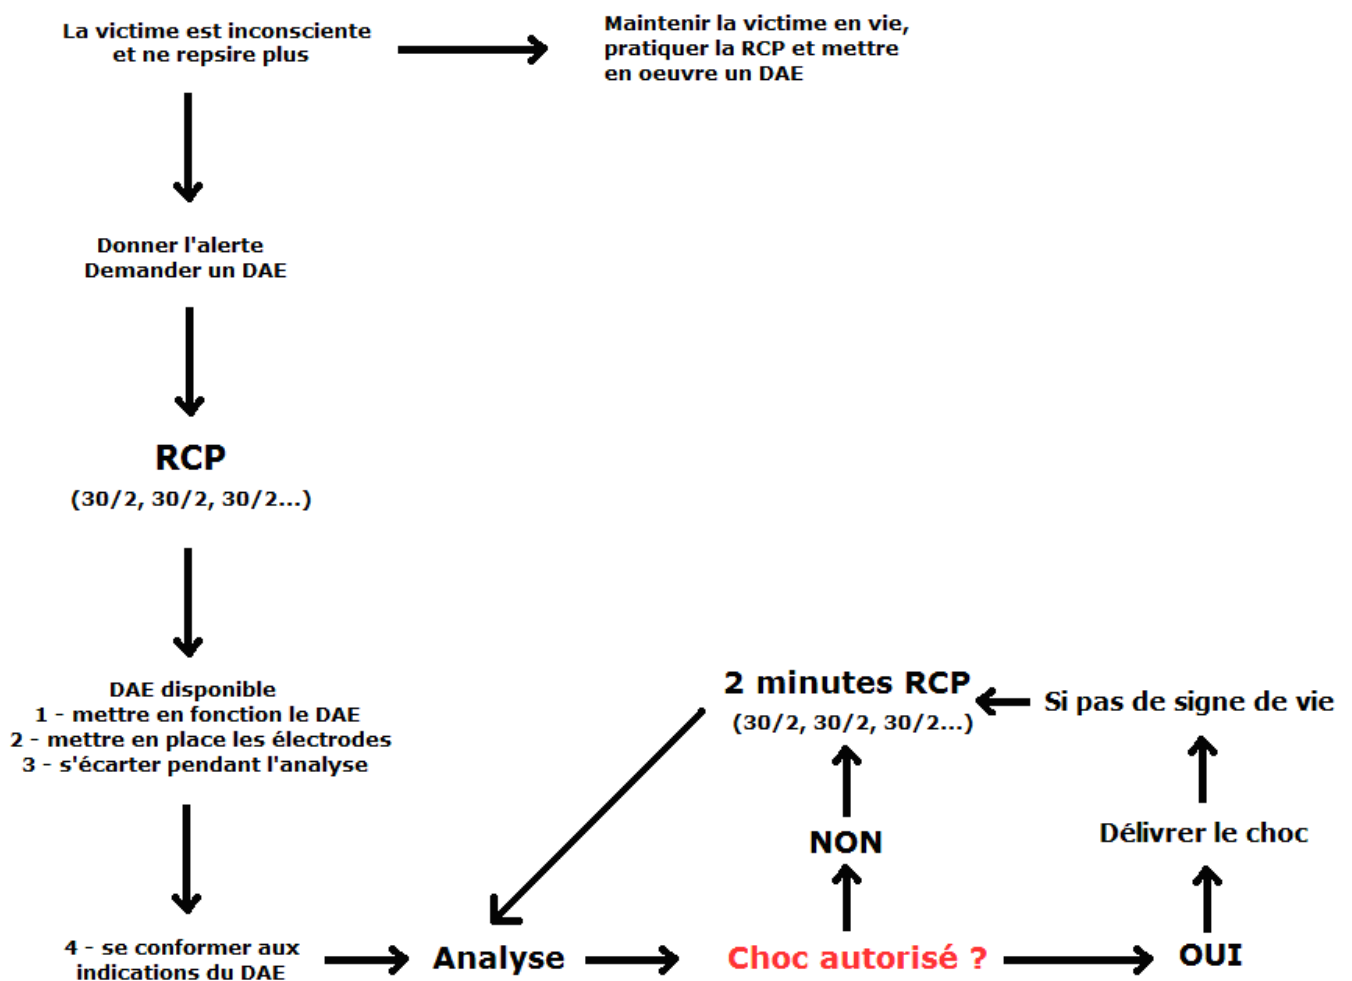 La victime est inconsciente
et ne repsire plus
Maintenir la victime en vie,
pratiquer la RCP et mettre
en oeuvre un DAE
Donner l'alerte
Demander un DAE
RCP
(30/2, 30/2, 30/2...)
DAE disponible
1 - mettre en fonction le DAE
2 - mettre en place les électrodes
3 - s'écarter pendant l'analyse
4 - se conformer aux
indications du DAE
Analyse
Choc autorisé ?
NON
2 minutes RCP
(30/2, 30/2, 30/2...)
OUI
Délivrer le choc
Si pas de signe de vie